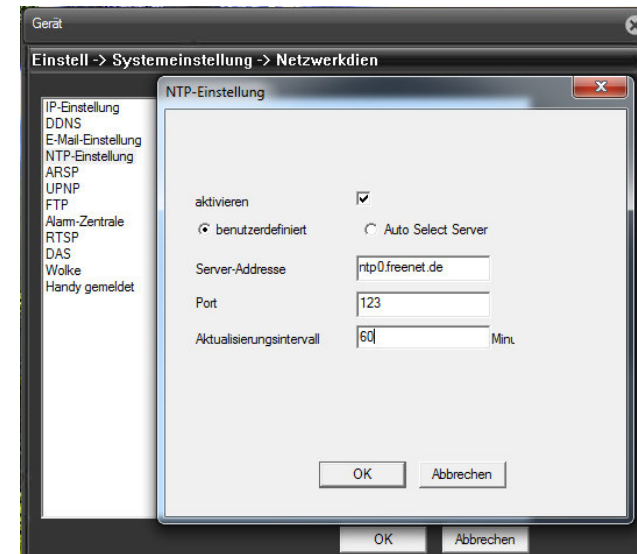 Gerät
Einstell -> Systemeinstellung -> Netzwerkdien
IP-Einstellung
DDNS
E-Mail-Einstellung
NTP-Einstellung
ARSP
UPNP
FTP
Alarm-Zentrale
RTSP
DAS
Wolke
Handy gemeldet
NTP-Einstellung
aktivieren
benutzerdefiniert Auto Select Server
Server-Addresse ntp0.freenet.de
Port 123
Aktualisierungsintervall 60 Minu
OK Abbrechen
OK Abbrechen